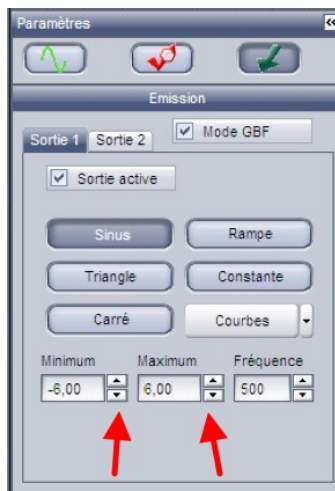 Paramètres
Emission
Sortie 1 Sortie 2 Mode GBF
Sortie active
Sinus Rampe
Triangle Constante
Carré Courbes
Minimum Maximum Fréquence
-6,00 6,00 500